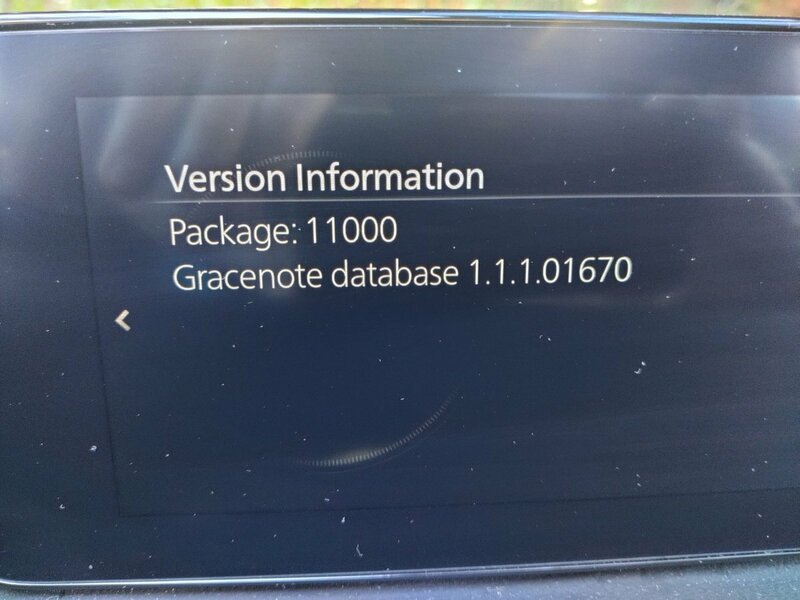 Version Information
Package: 11000
Gracenote database 1.1.1.01670